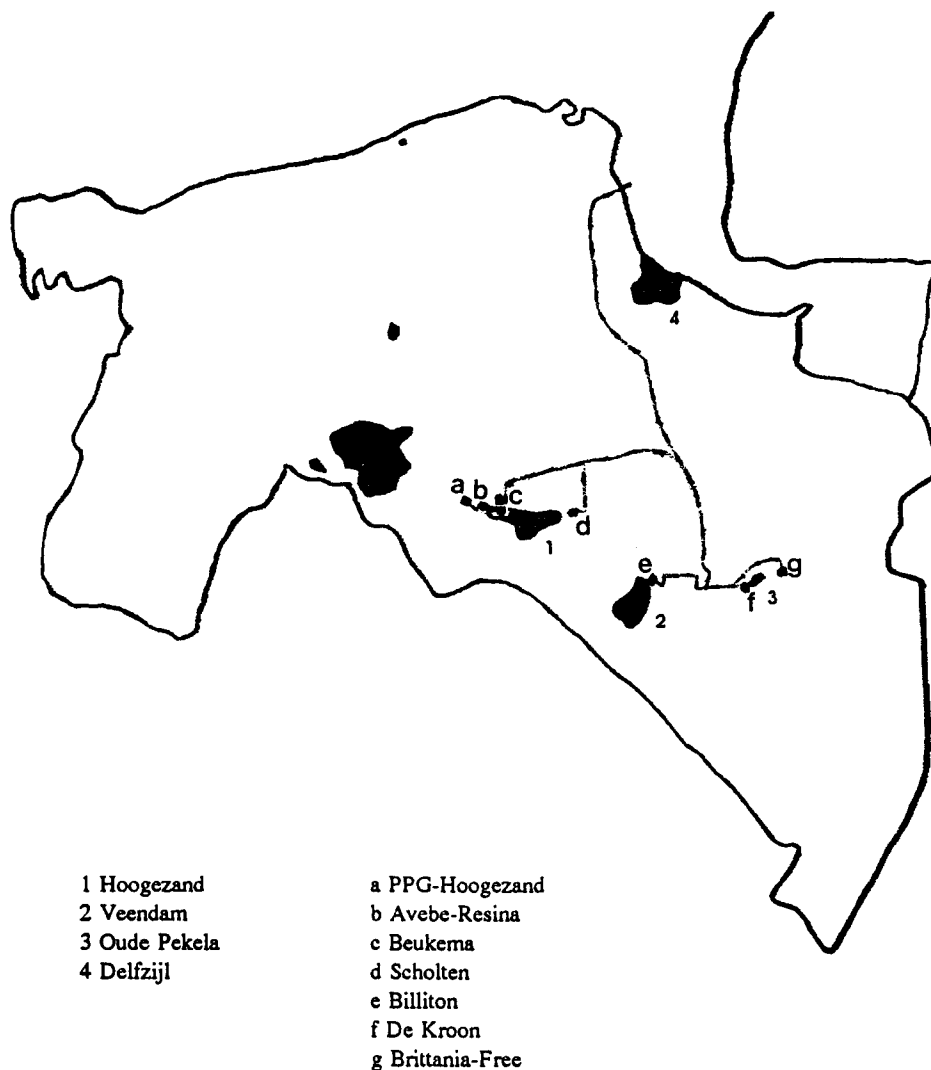 4
a b c
1 d
e
2
f 3 g
1 Hoogezand
2 Veendam
3 Oude Pekela
4 Delfzijl
a PPG-Hoogezand
b Avebe-Resina
c Beukema
d Scholten
e Billiton
f De Kroon
g Brittania-Free